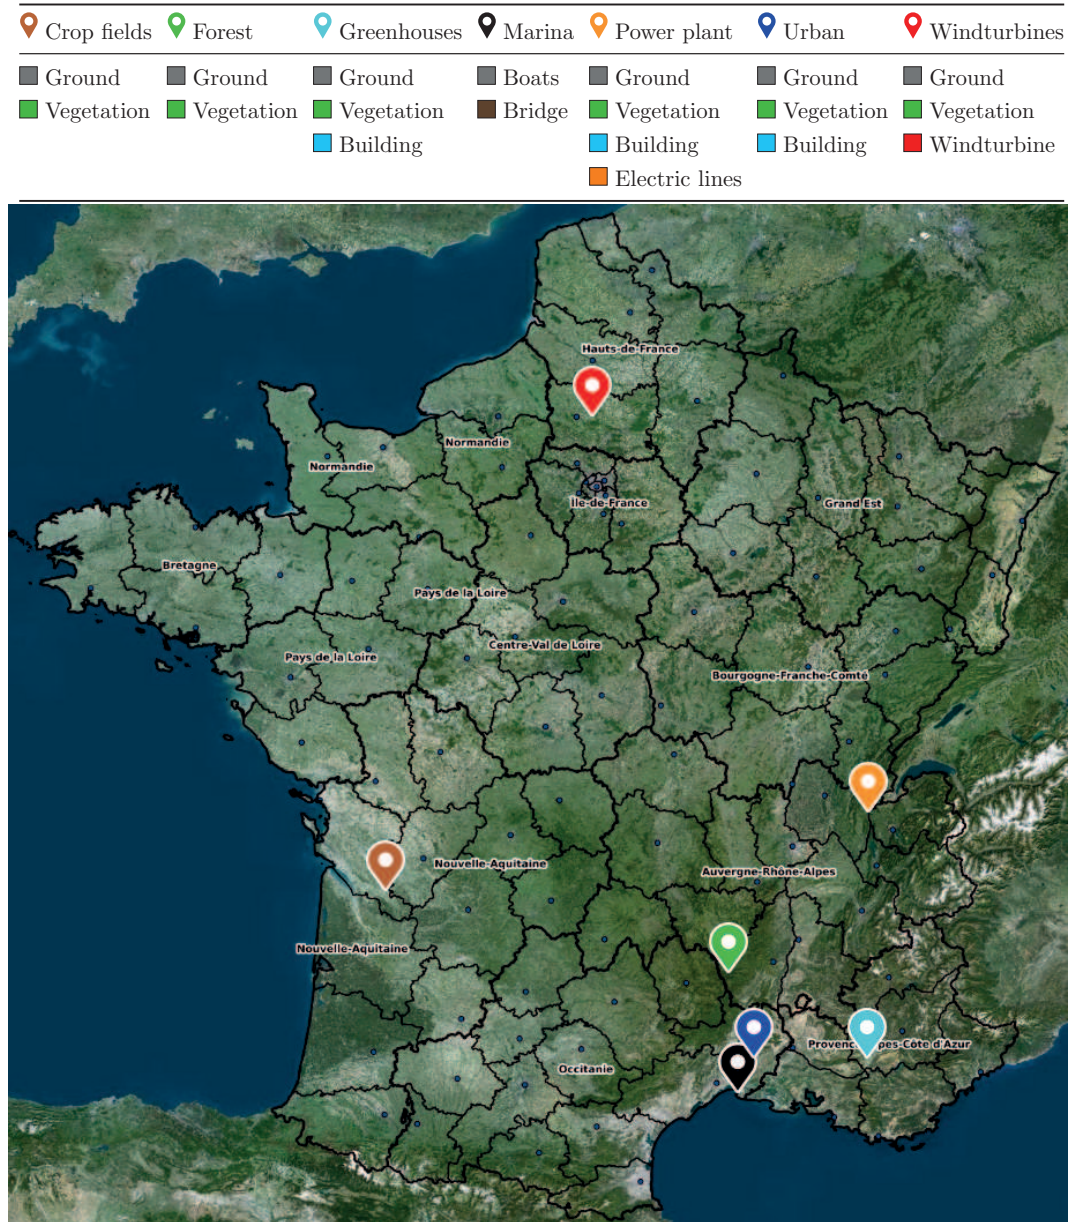 Crop fields Forest Greenhouses Marina Power plant Urban Windturbines
Ground Ground Ground Boats Ground Ground Ground
Vegetation Vegetation Vegetation Bridge Vegetation Vegetation Vegetation
Building Building Building Windturbine
Electric lines
Hauts-de-France
Normandie
Normandie
Île-de-France
Grand Est
Bretagne
Pays de la Loire
Centre-Val de Loire
Pays de la Loire
Bourgogne-Franche-Comté
Nouvelle-Aquitaine
Auvergne-Rhône-Alpes
Nouvelle-Aquitaine
Provenc pes-Côte d'Azur
Occitanie